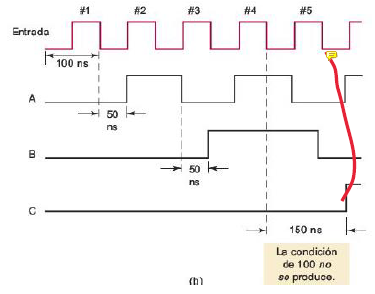 #1 #2 #3 #4 #5
Entrada
100 ns
A
50
ns
B
50
ns
C
150 ns
La condición
de 100 no
se produce.
(b)